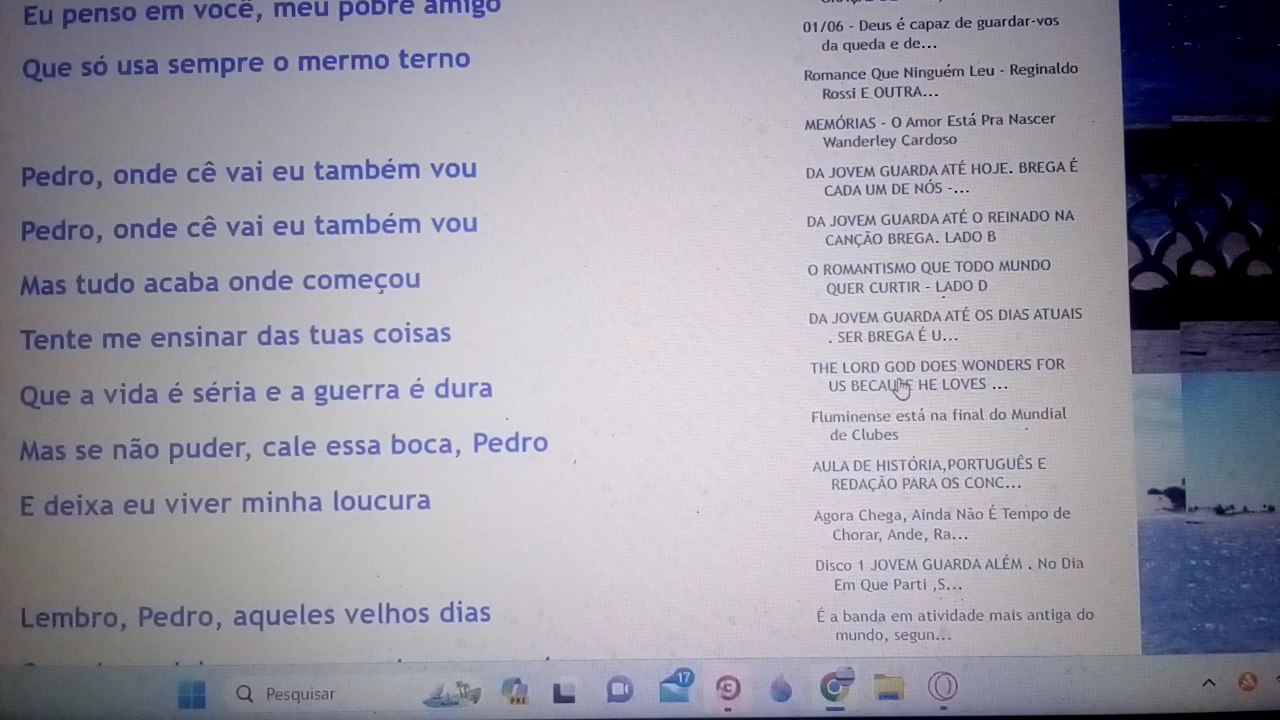 Eu penso em você, meu pobre amigo
Que só usa sempre o mermo terno
Pedro, onde cê vai eu também vou
Pedro, onde cê vai eu também vou
Mas tudo acaba onde começou
Tente me ensinar das tuas coisas
Que a vida é séria e a guerra é dura
Mas se não puder, cale essa boca, Pedro
E deixa eu viver minha loucura
Lembro, Pedro, aqueles velhos dias
01/06 - Deus é capaz de guardar-vos
da queda e de...
Romance Que Ninguém Leu - Reginaldo
Rossi E OUTRA...
MEMÓRIAS - O Amor Está Pra Nascer
Wanderley Cardoso
DA JOVEM GUARDA ATÉ HOJE. BREGA É
CADA UM DE NÓS -...
DA JOVEM GUARDA ATÉ O REINADO NA
CANÇÃO BREGA. LADO B
O ROMANTISMO QUE TODO MUNDO
QUER CURTIR - LADO D
DA JOVEM GUARDA ATÉ OS DIAS ATUAIS
. SER BREGA É U...
THE LORD GOD DOES WONDERS FOR
US BECAUSE HE LOVES ...
Fluminense está na final do Mundial
de Clubes
AULA DE HISTÓRIA,PORTUGUÊS E
REDAÇÃO PARA OS CONC...
Agora Chega, Ainda Não É Tempo de
Chorar, Ande, Ra...
Disco 1 JOVEM GUARDA ALÉM . No Dia
Em Que Parti ,S...
É a banda em atividade mais antiga do
mundo, segun...
Pesquisar
PRE
17